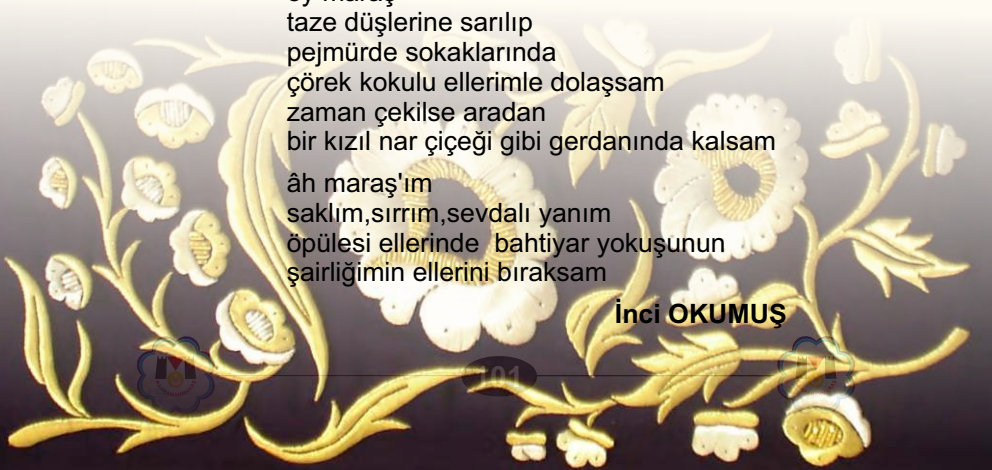 taze düşlerine sarılıp
pejmürde sokaklarında
çörek kokulu ellerimle dolaşsam
zaman çekilse aradan
bir kızıl nar çiçeği gibi gerdanında kalsam
âh maraş'ım
saklım,sırrım,sevdalı yanım
öpülesi ellerinde  bahtiyar yokuşunun
şairliğimin ellerini bıraksam
İnci OKUMUŞ
101